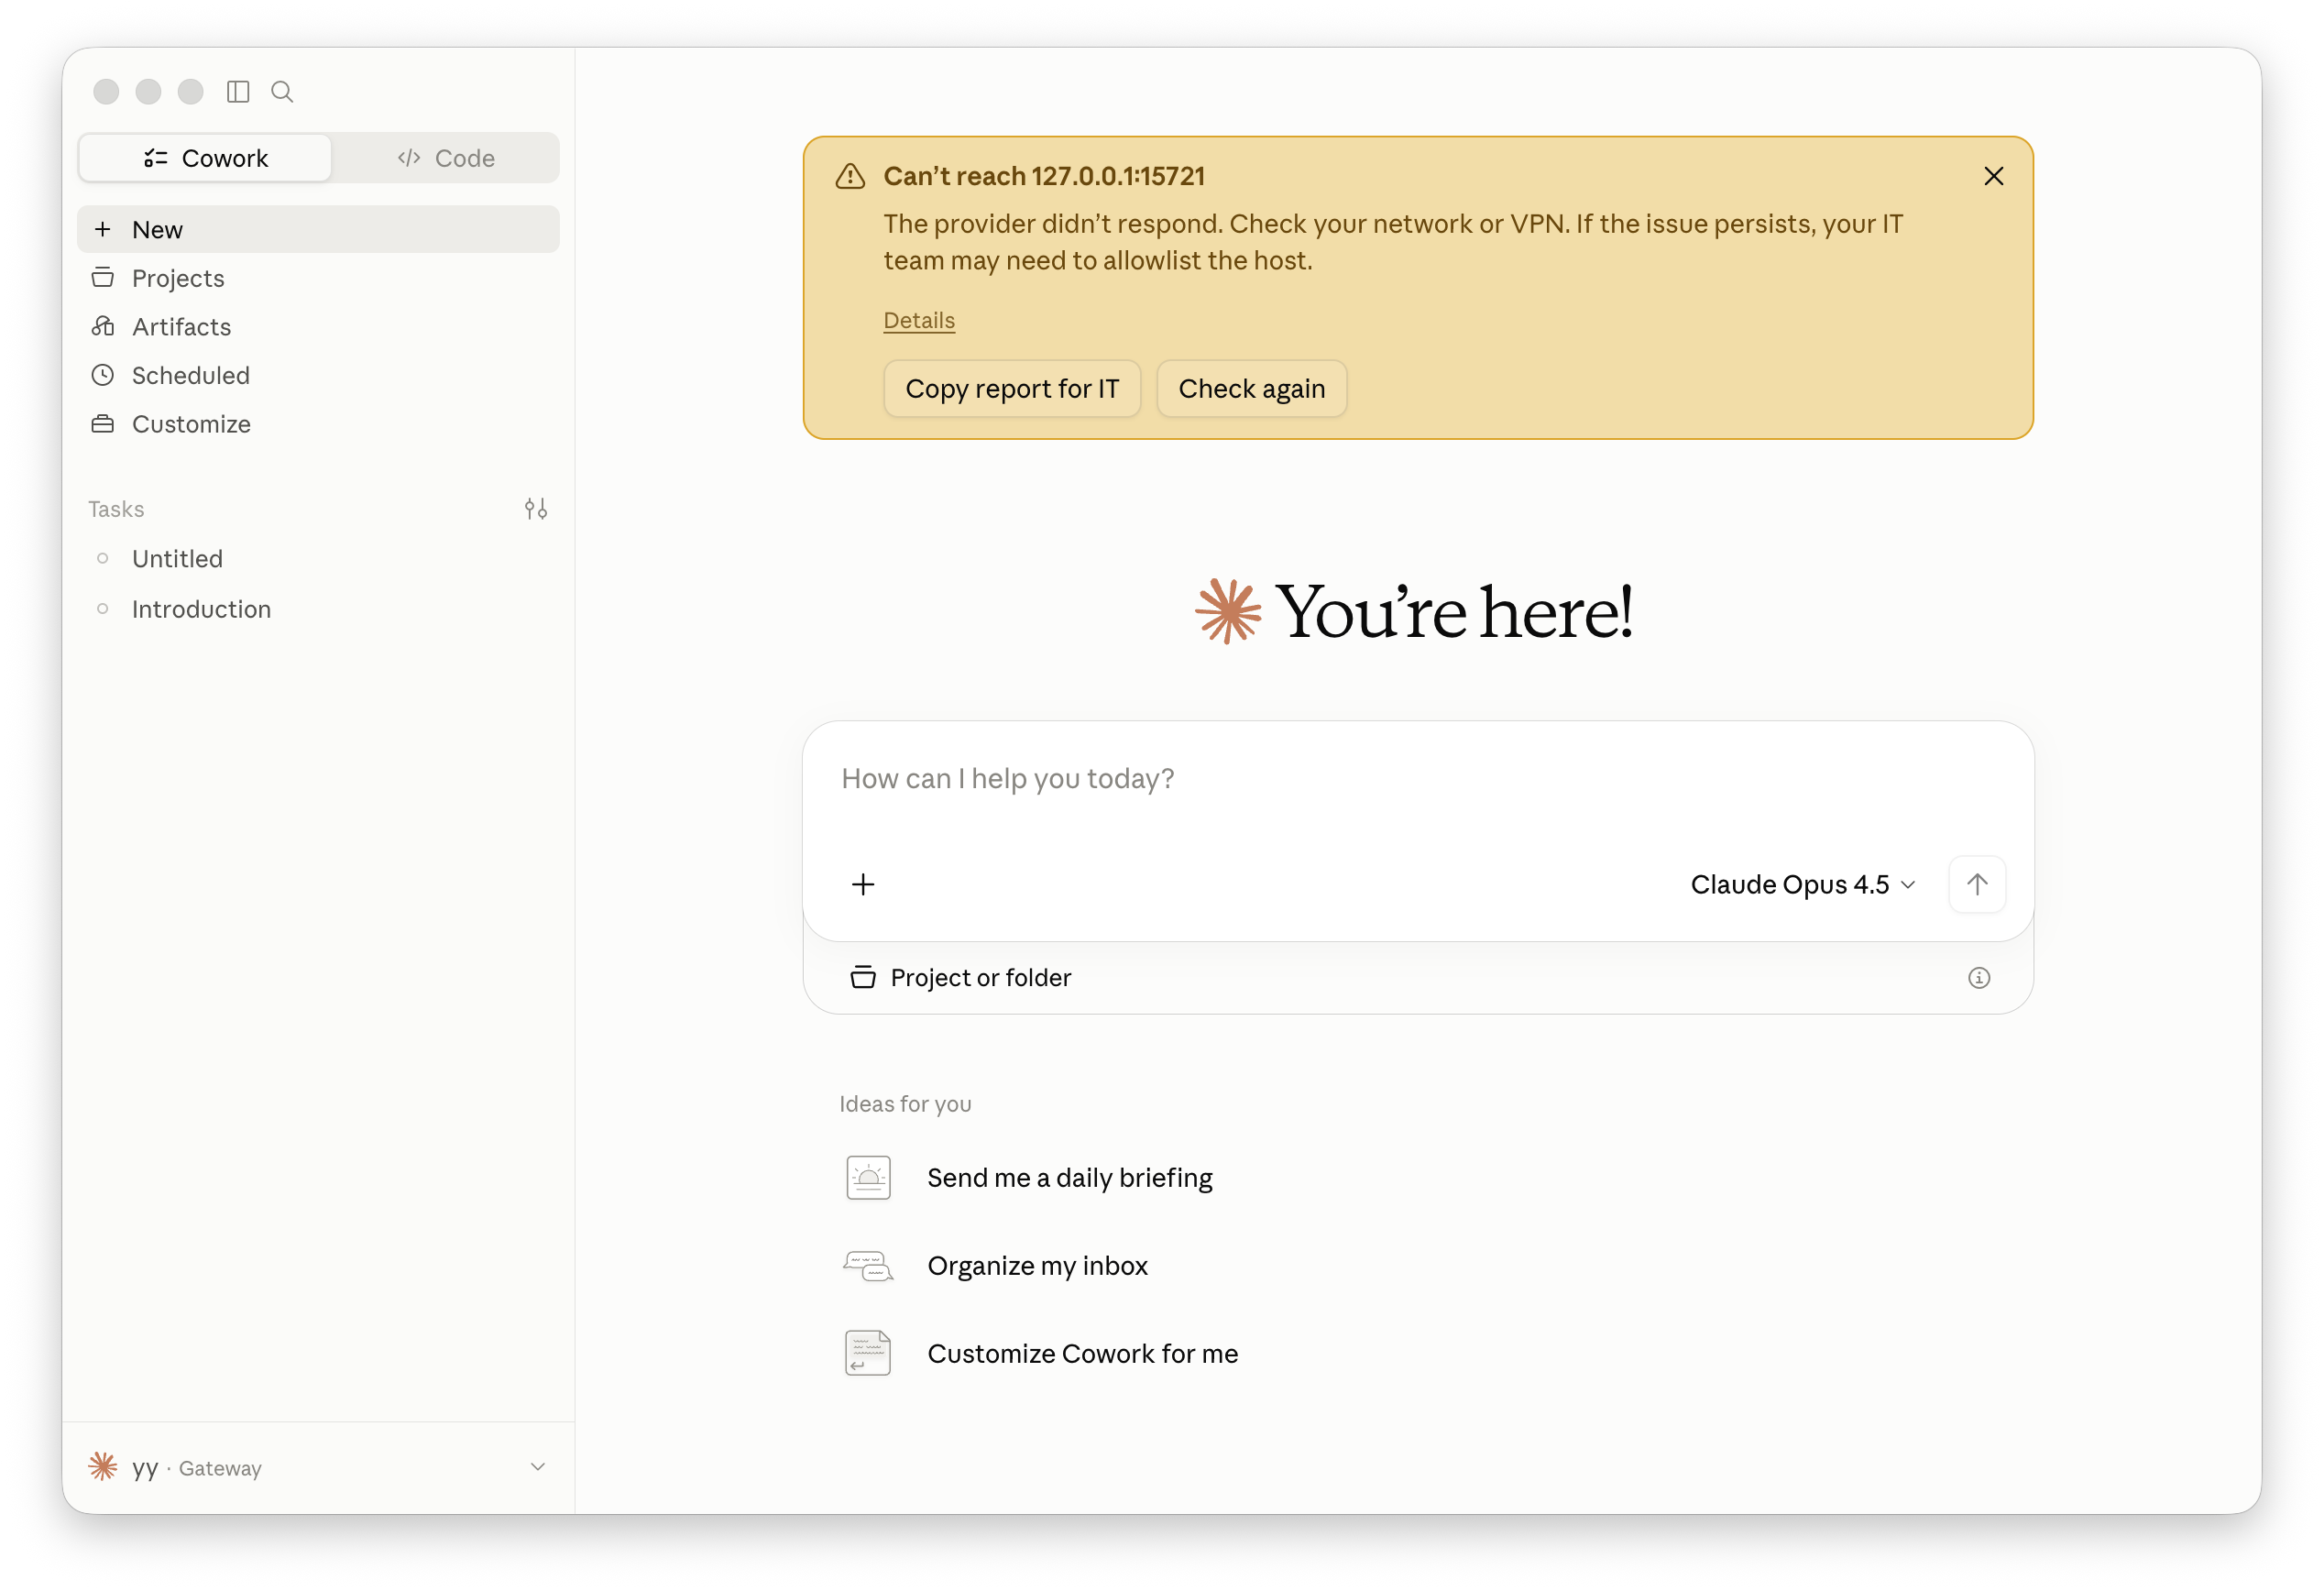 Cowork
Code
New
Projects
Artifacts
Scheduled
Customize
Tasks
Untitled
Introduction
yy · Gateway
Can’t reach 127.0.0.1:15721
The provider didn’t respond. Check your network or VPN. If the issue persists, your IT
team may need to allowlist the host.
Details
Copy report for IT
Check again
You’re here!
How can I help you today?
Claude Opus 4.5
Project or folder
Ideas for you
Send me a daily briefing
Organize my inbox
Customize Cowork for me